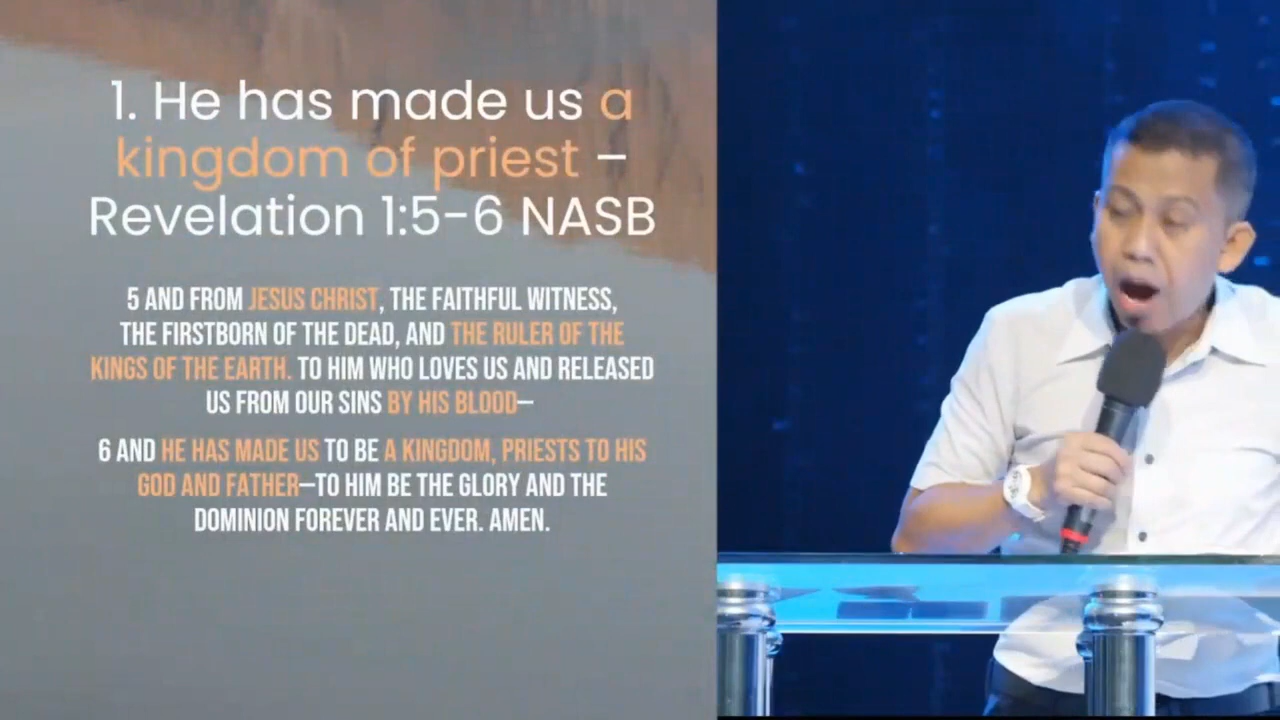 1. He has made us a
kingdom of priest –
Revelation 1:5-6 NASB
5 AND FROM JESUS CHRIST, THE FAITHFUL WITNESS,
THE FIRSTBORN OF THE DEAD, AND THE RULER OF THE
KINGS OF THE EARTH. TO HIM WHO LOVES US AND RELEASED
US FROM OUR SINS BY HIS BLOOD—
6 AND HE HAS MADE US TO BE A KINGDOM, PRIESTS TO HIS
GOD AND FATHER—TO HIM BE THE GLORY AND THE
DOMINION FOREVER AND EVER. AMEN.